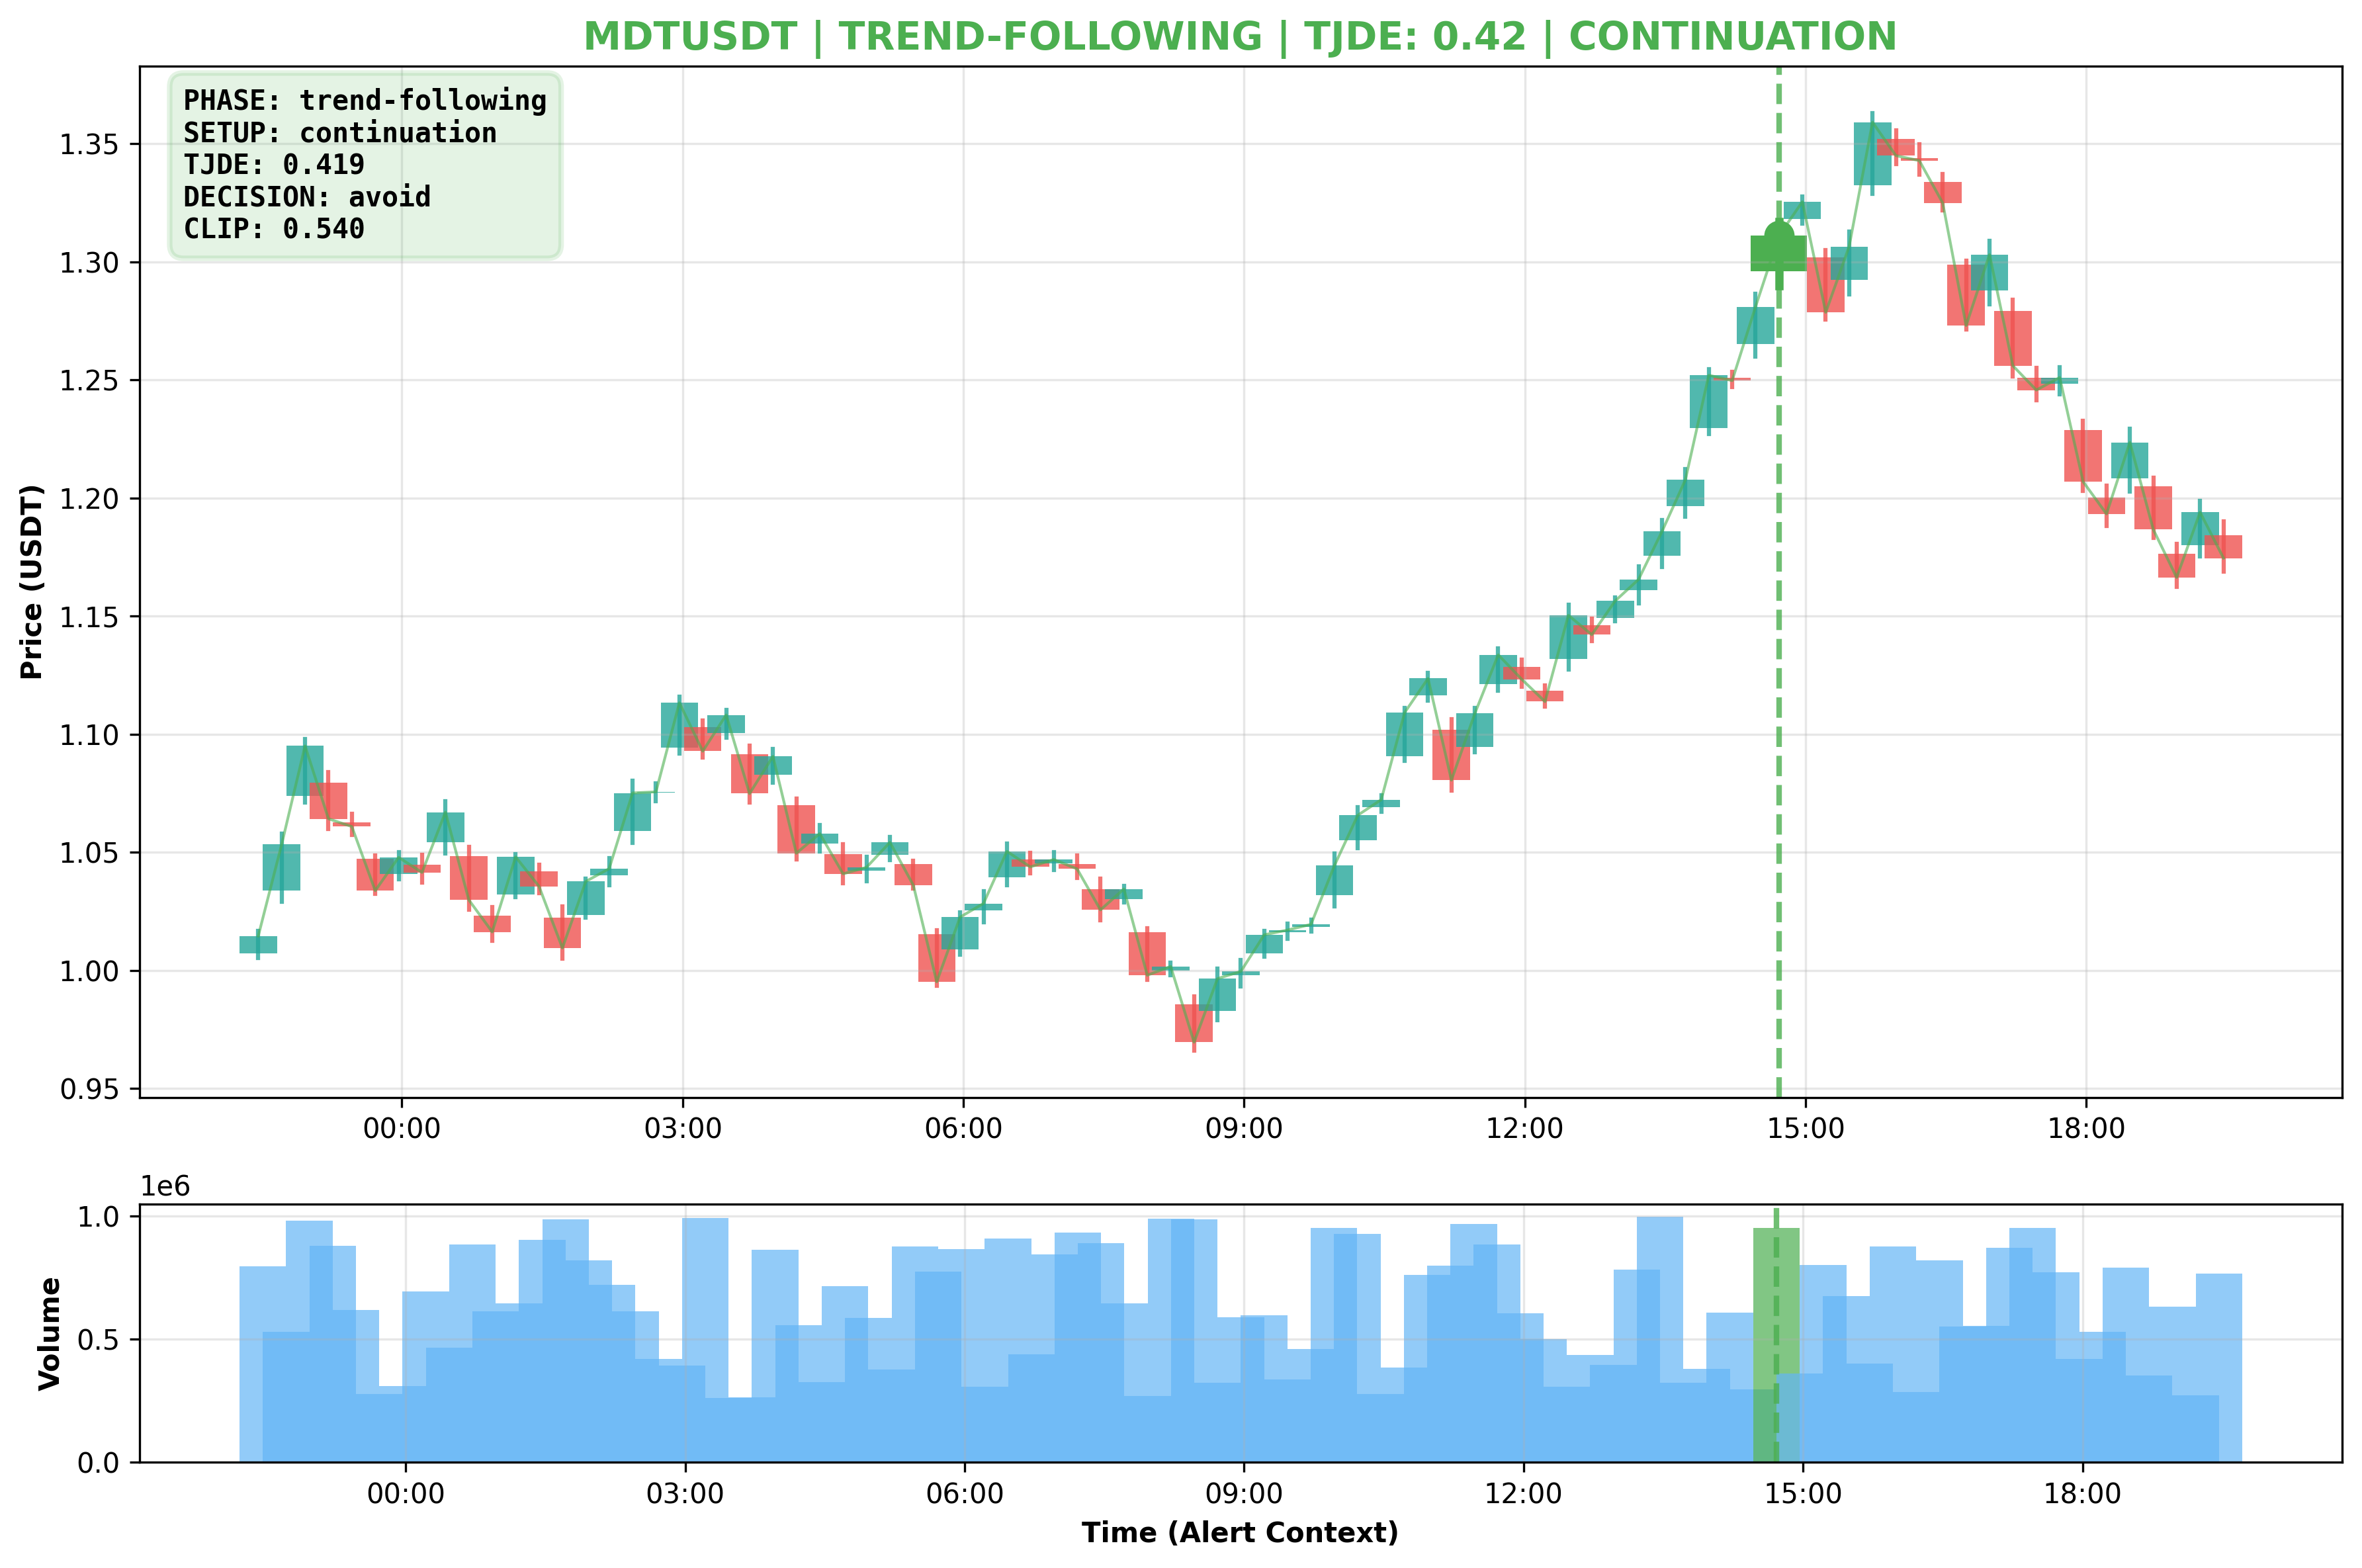 MDTUSDT | TREND-FOLLOWING | TJDE: 0.42 | CONTINUATION
PHASE: trend-following
SETUP: continuation
TJDE: 0.419
DECISION: avoid
CLIP: 0.540
Price (USDT)
1.35
1.30
1.25
1.20
1.15
1.10
1.05
1.00
0.95
00:00 03:00 06:00 09:00 12:00 15:00 18:00
1e6
Volume
1.0
0.5
0.0
00:00 03:00 06:00 09:00 12:00 15:00 18:00
Time (Alert Context)